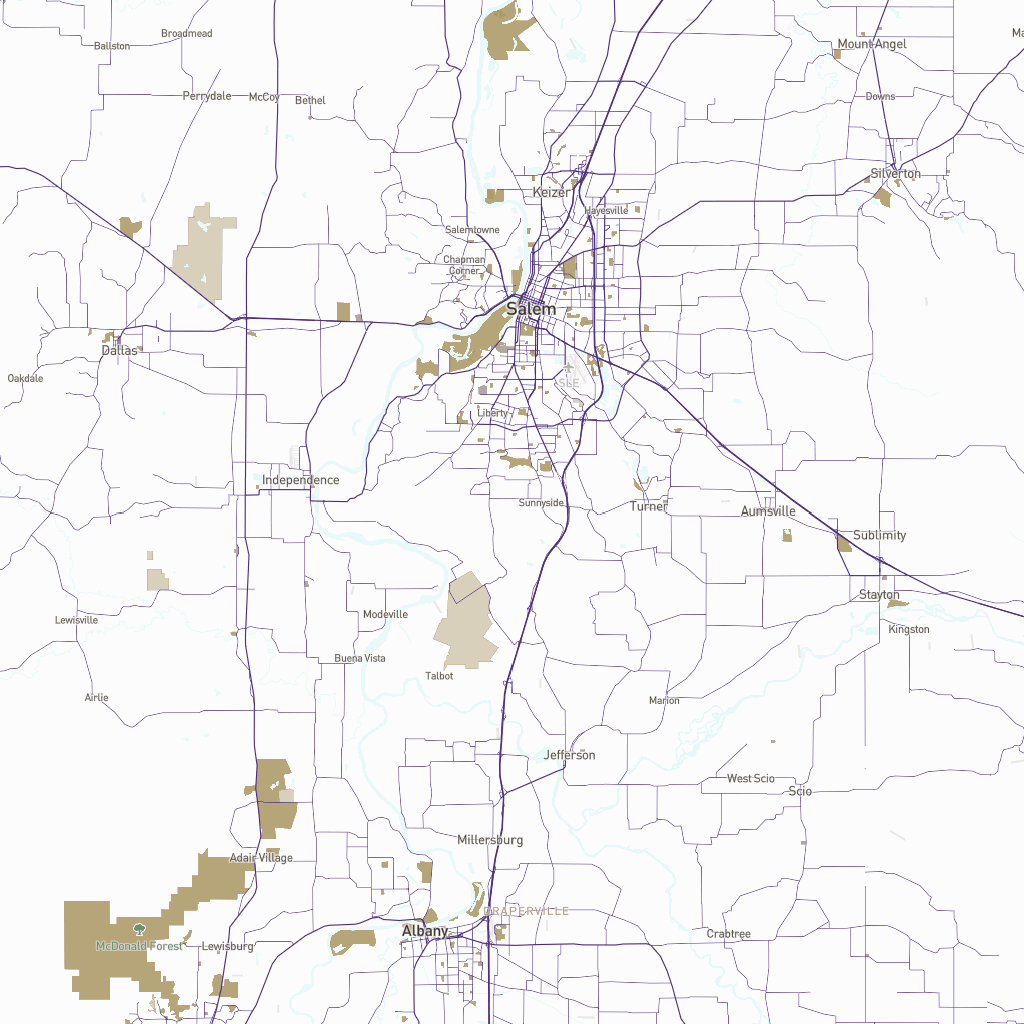 Broadmead
Ballston
Mount Angel
Ma
Perrydale
McCoy
Bethel
Downs
Silverton
Keizer
Hayesville
Salemtowne
Chapman
Corner
Salem
Dallas
Oakdale
SLE
Liberty
Independence
Sunnyside
Turner
Aumsville
Sublimity
Stayton
Lewisville
Modeville
Kingston
Buena Vista
Talbot
Airlie
Marion
Jefferson
West Scio
Scio
Millersburg
Adair Village
DRAPERVILLE
Albany
Crabtree
McDonald Forest
Lewisburg